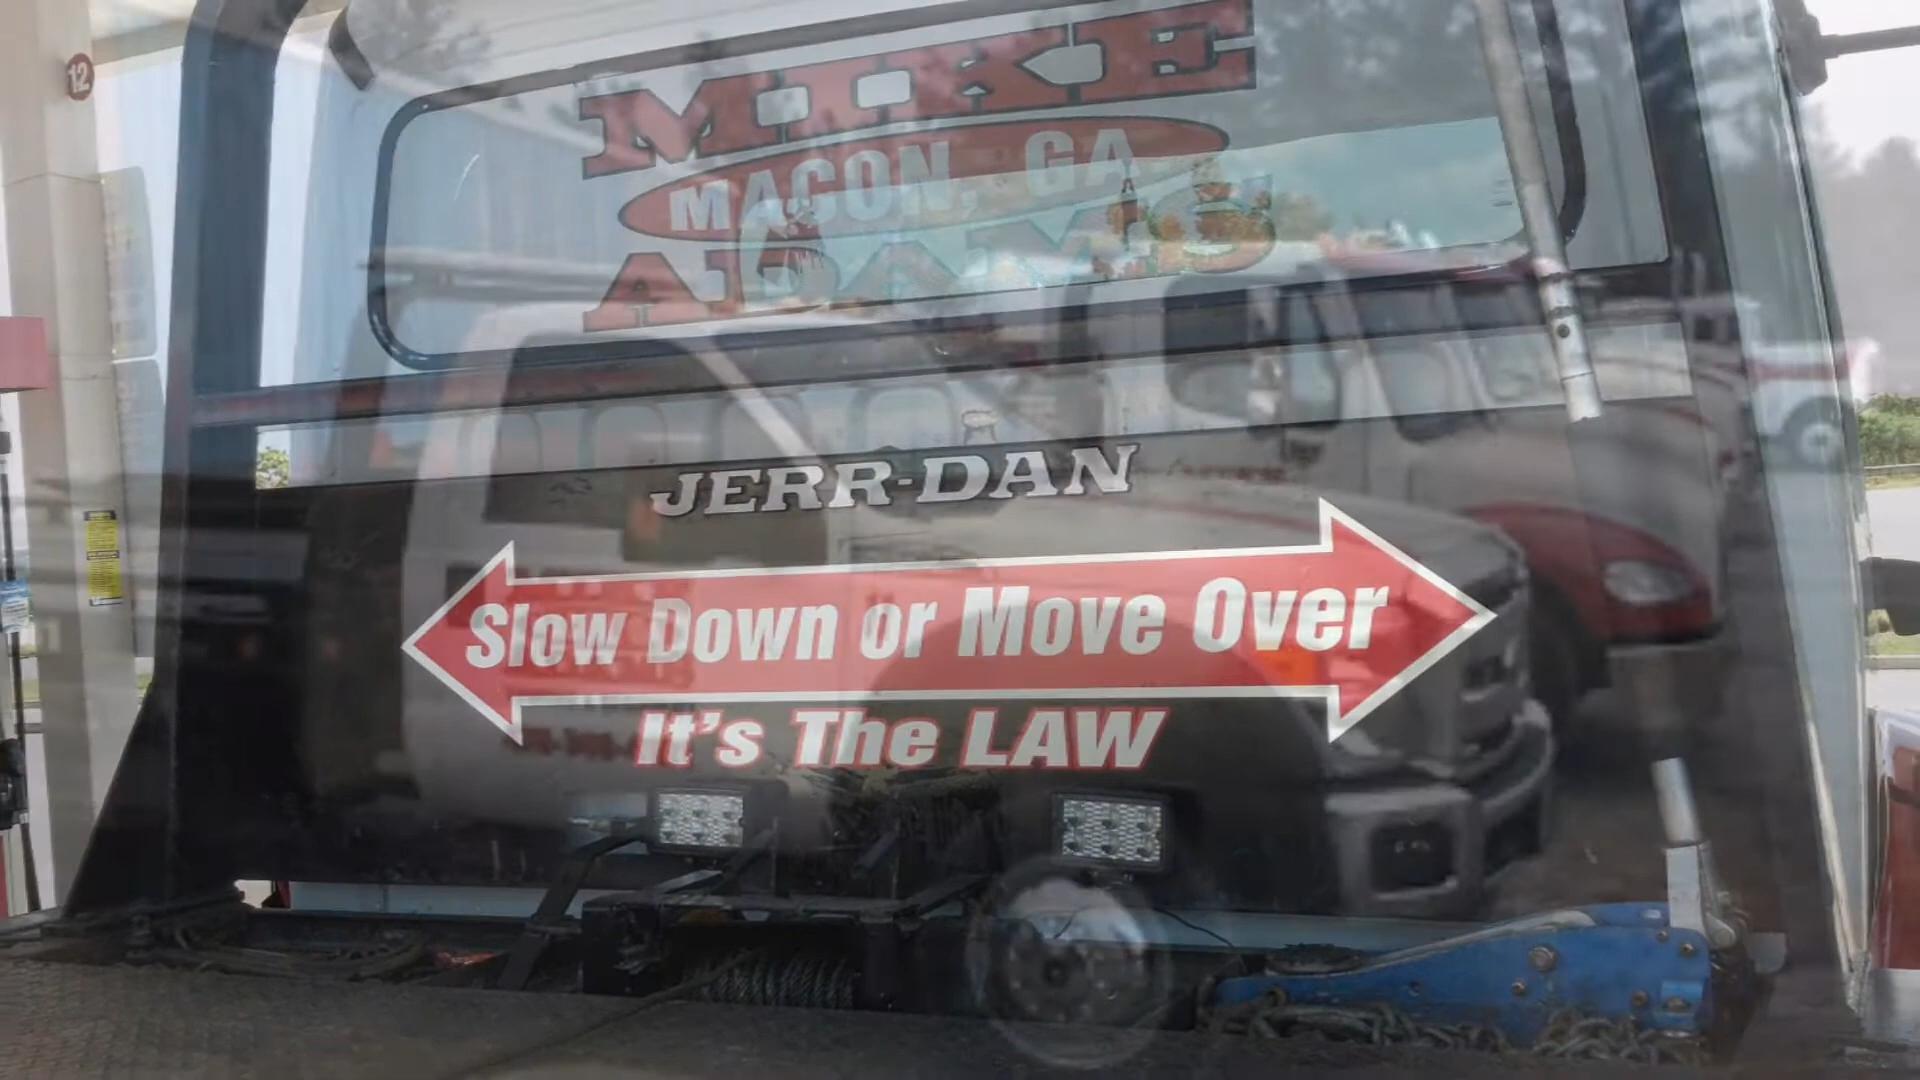 12
MIKE
MACON, GA
ADAMS
JERR-DAN
Slow Down or Move Over
It's The LAW